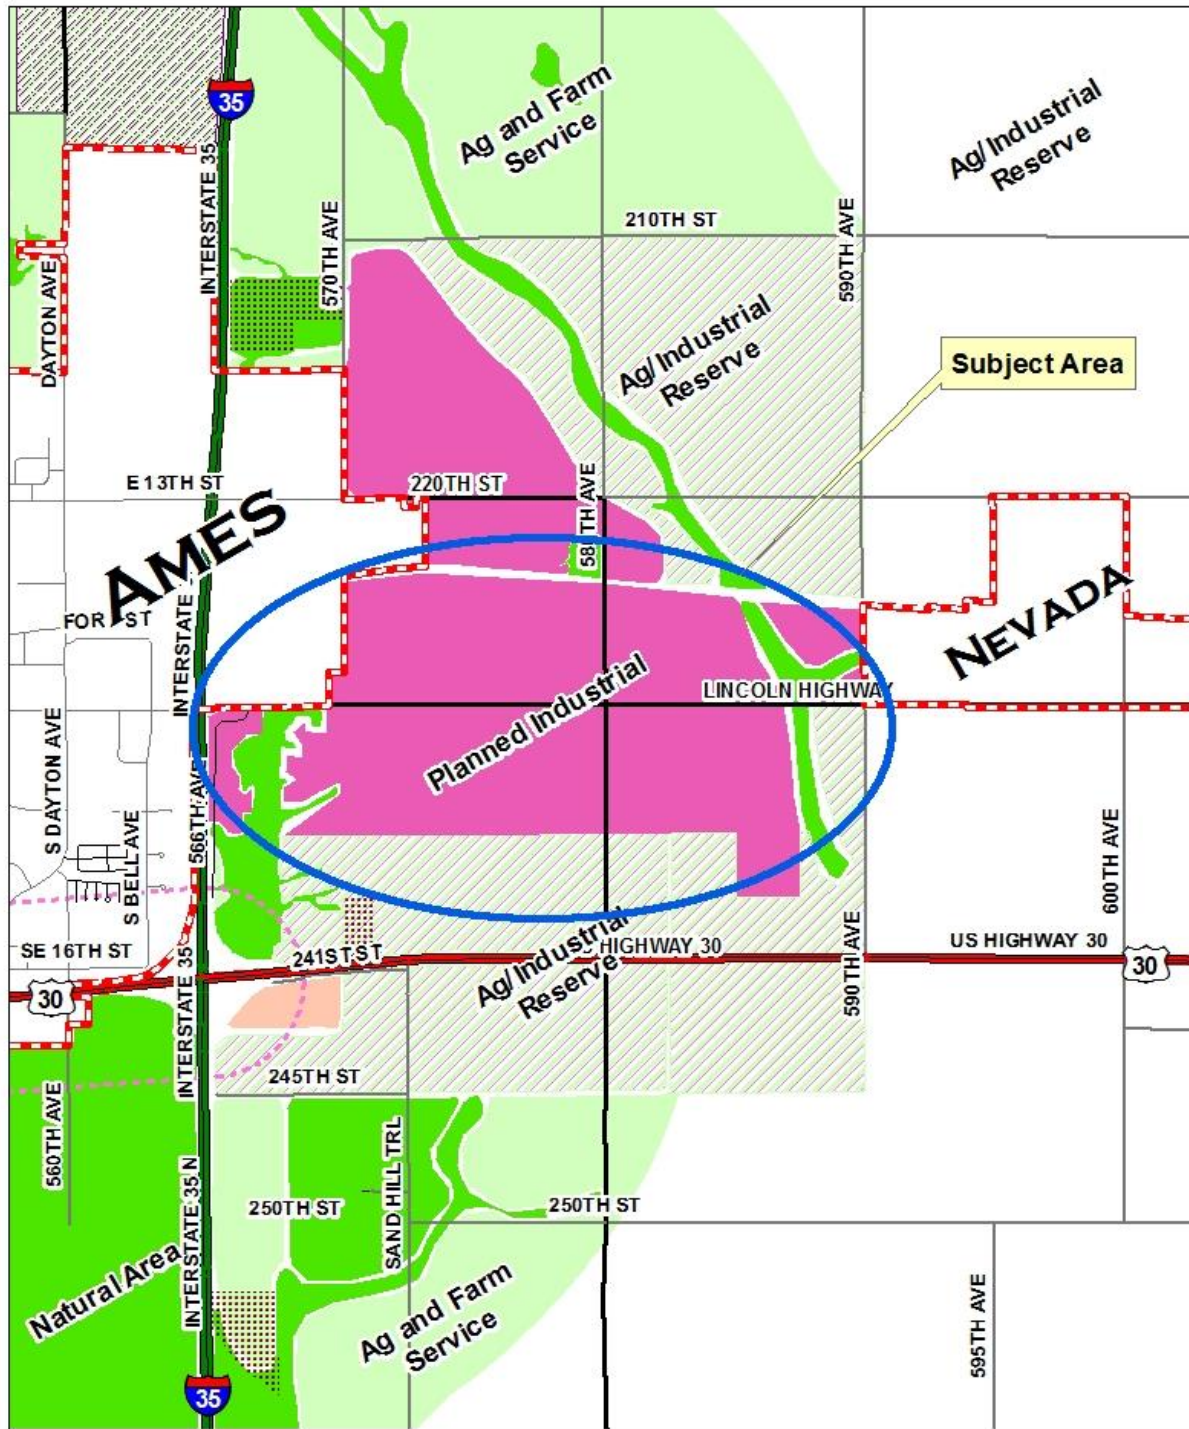 35
Ag and Farm
Service
Ag/Industrial
Reserve
INTERSTATE 35
570TH AVE
210TH ST
590TH AVE
DAYTON AVE
Ag/Industrial
Reserve
Subject Area
E 13TH ST
220TH ST
580TH AVE
AMES
NEVADA
INTERSTATE
LINCOLN HIGHWAY
Planned Industrial
S DAYTON AVE
566TH AVE
S BELL AVE
600TH AVE
SE 16TH ST
241ST ST
HIGHWAY 30
US HIGHWAY 30
30
30
INTERSTATE 35
Ag/Industrial
Reserve
590TH AVE
245TH ST
560TH AVE
SAND HILL TRL
250TH ST
250TH ST
INTERSTATE 35 N
Natural Area
Ag and Farm
Service
595TH AVE
35